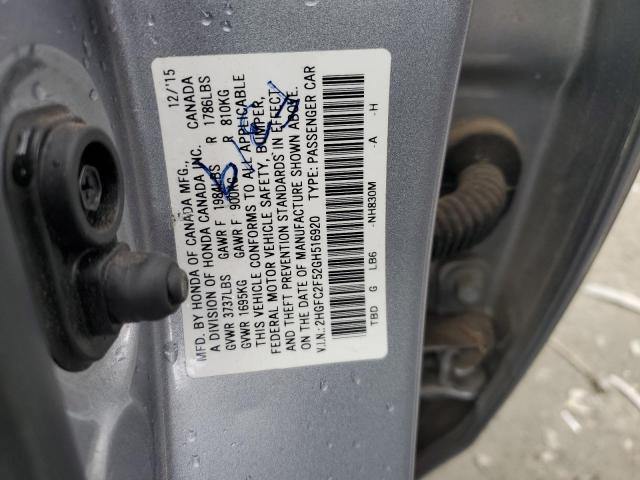 MFD. BY HONDA OF CANADA MFG., 12/'15
A DIVISION OF HONDA CANADA INC. CANADA
GVWR 3737LBS GAWR F 1984LBS R 1786LBS
GVWR 1695KG GAWR F 900KG R 810KG
THIS VEHICLE CONFORMS TO ALL APPLICABLE
FEDERAL MOTOR VEHICLE SAFETY, BUMPER,
AND THEFT PREVENTION STANDARDS IN EFFECT
ON THE DATE OF MANUFACTURE SHOWN ABOVE.
V.I.N.: 2HGFC2F52GH516920 TYPE: PASSENGER CAR
TBD G LB6 -NH830M -A -H